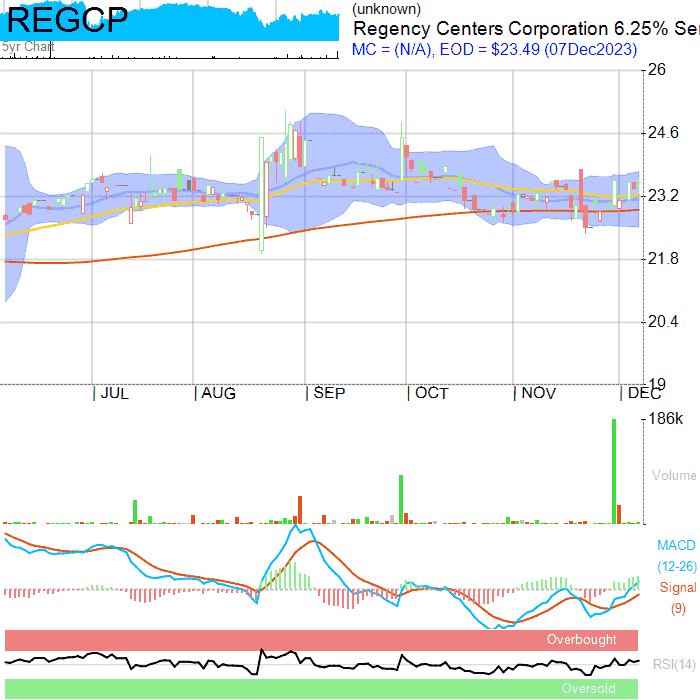 REGCP
(unknown)
Regency Centers Corporation 6.25% Ser
5yr Chart
MC = (N/A), EOD = $23.49 (07Dec2023)
26
24.6
23.2
21.8
20.4
19
JUL AUG SEP OCT NOV DEC
186k
Volume
MACD
(12-26)
Signal
(9)
Overbought
RSI(14)
Oversold